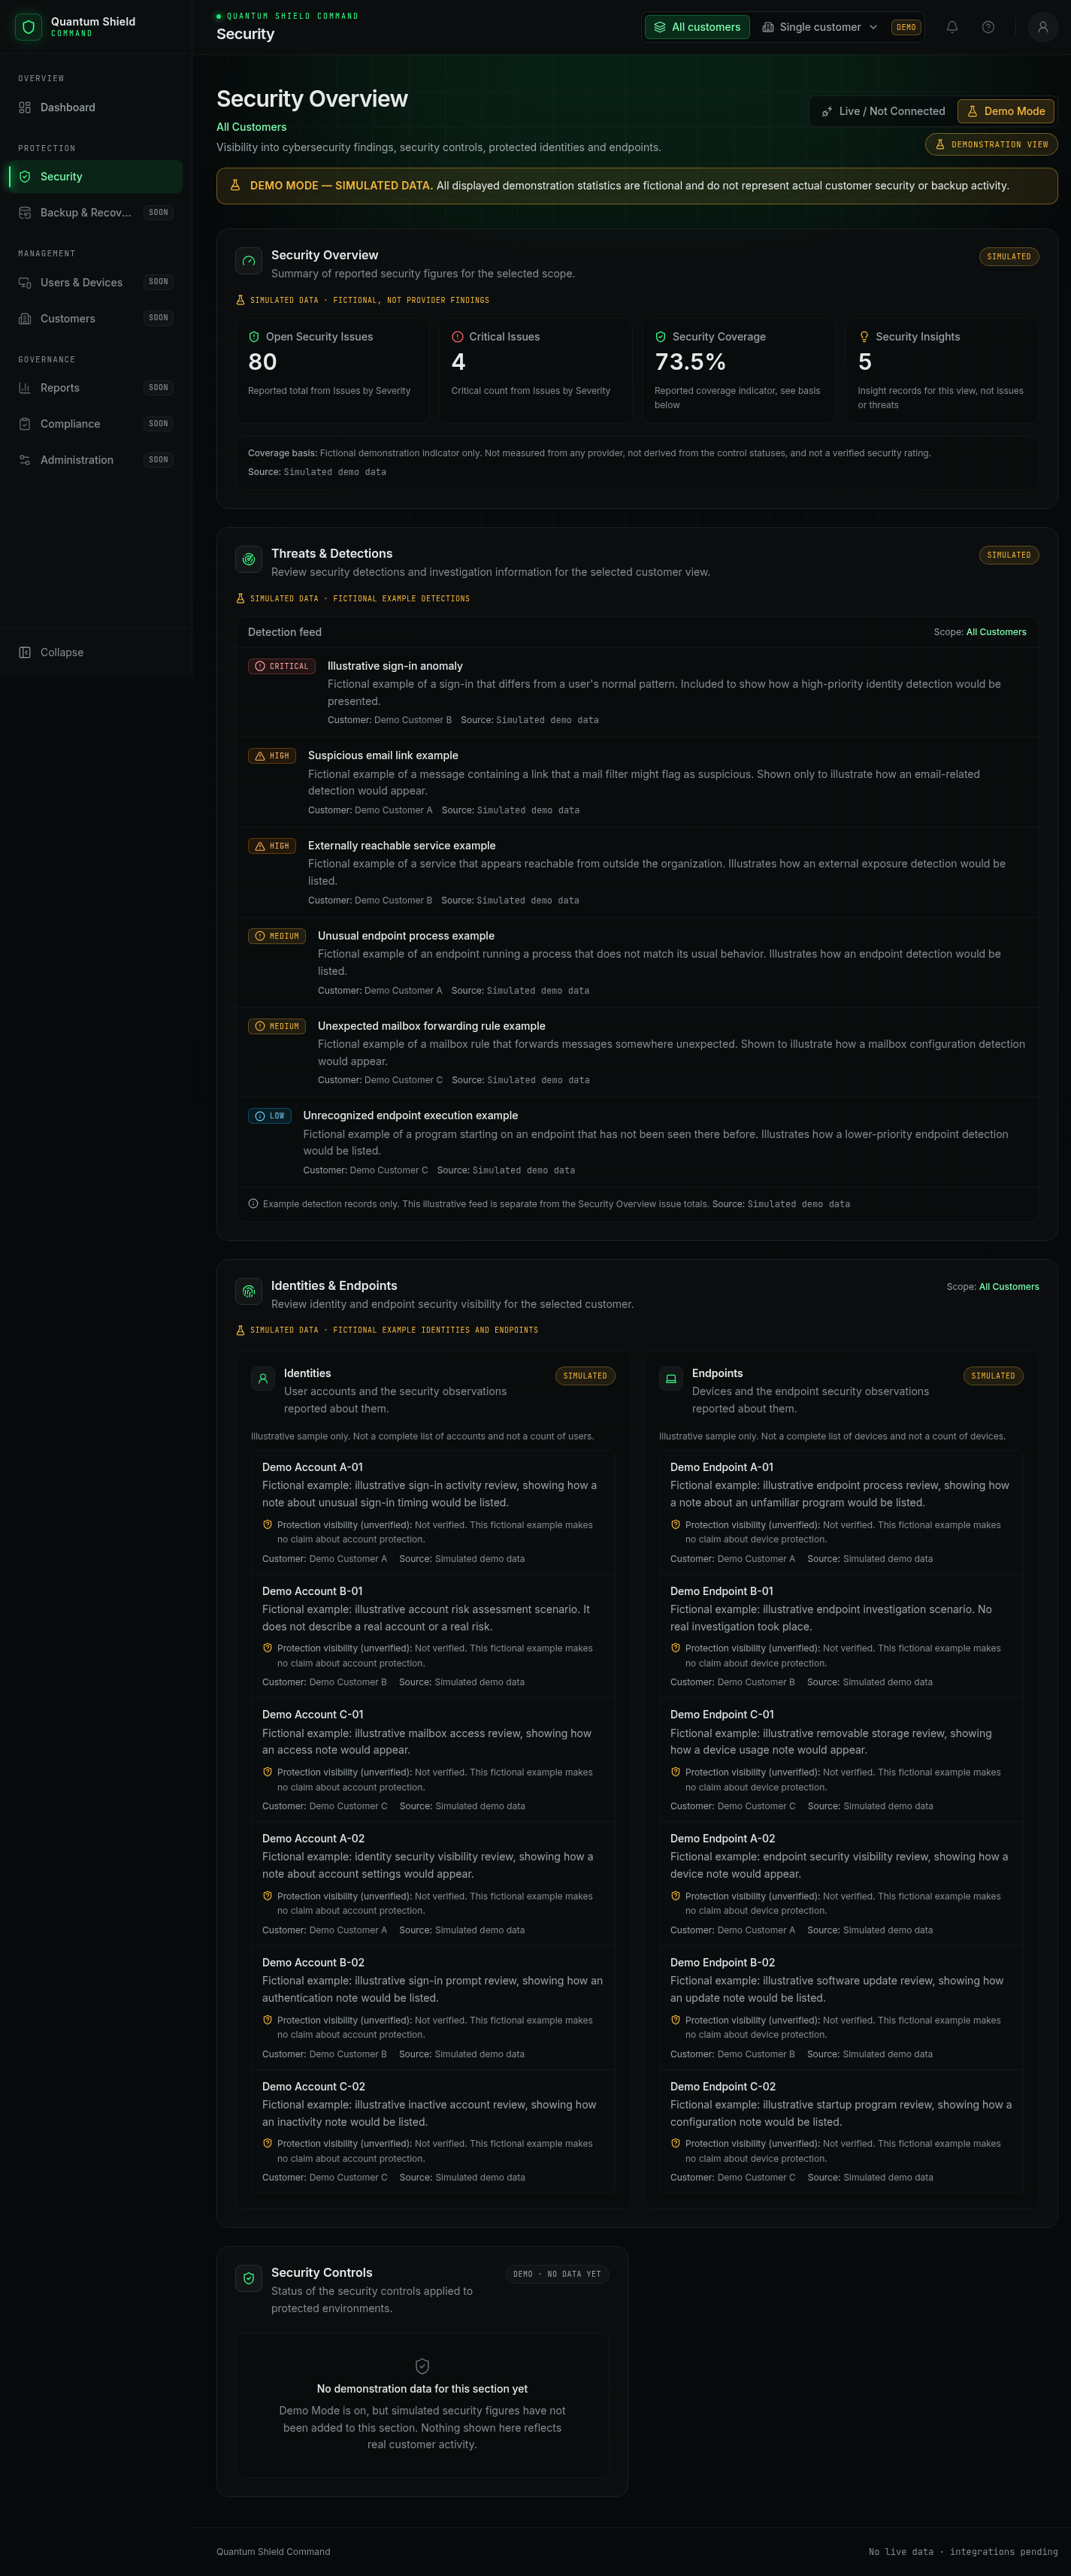 Quantum Shield
COMMAND
OVERVIEW
Dashboard
PROTECTION
Security
Backup & Recov... SOON
MANAGEMENT
Users & Devices SOON
Customers SOON
GOVERNANCE
Reports SOON
Compliance SOON
Administration SOON
Collapse
QUANTUM SHIELD COMMAND
Security
All customers Single customer DEMO
Security Overview
All Customers
Visibility into cybersecurity findings, security controls, protected identities and endpoints.
Live / Not Connected Demo Mode
DEMONSTRATION VIEW
DEMO MODE — SIMULATED DATA. All displayed demonstration statistics are fictional and do not represent actual customer security or backup activity.
Security Overview
Summary of reported security figures for the selected scope.
SIMULATED
SIMULATED DATA · FICTIONAL, NOT PROVIDER FINDINGS
Open Security Issues
80
Reported total from Issues by Severity
Critical Issues
4
Critical count from Issues by Severity
Security Coverage
73.5%
Reported coverage indicator, see basis
below
Security Insights
5
Insight records for this view, not issues
or threats
Coverage basis: Fictional demonstration indicator only. Not measured from any provider, not derived from the control statuses, and not a verified security rating.
Source: Simulated demo data
Threats & Detections
Review security detections and investigation information for the selected customer view.
SIMULATED
SIMULATED DATA · FICTIONAL EXAMPLE DETECTIONS
Detection feed Scope: All Customers
CRITICAL Illustrative sign-in anomaly
Fictional example of a sign-in that differs from a user's normal pattern. Included to show how a high-priority identity detection would be
presented.
Customer: Demo Customer B Source: Simulated demo data
HIGH Suspicious email link example
Fictional example of a message containing a link that a mail filter might flag as suspicious. Shown only to illustrate how an email-related
detection would appear.
Customer: Demo Customer A Source: Simulated demo data
HIGH Externally reachable service example
Fictional example of a service that appears reachable from outside the organization. Illustrates how an external exposure detection would be
listed.
Customer: Demo Customer B Source: Simulated demo data
MEDIUM Unusual endpoint process example
Fictional example of an endpoint running a process that does not match its usual behavior. Illustrates how an endpoint detection would be
listed.
Customer: Demo Customer A Source: Simulated demo data
MEDIUM Unexpected mailbox forwarding rule example
Fictional example of a mailbox rule that forwards messages somewhere unexpected. Shown to illustrate how a mailbox configuration detection
would appear.
Customer: Demo Customer C Source: Simulated demo data
LOW Unrecognized endpoint execution example
Fictional example of a program starting on an endpoint that has not been seen there before. Illustrates how a lower-priority endpoint detection
would be listed.
Customer: Demo Customer C Source: Simulated demo data
Example detection records only. This illustrative feed is separate from the Security Overview issue totals. Source: Simulated demo data
Identities & Endpoints
Review identity and endpoint security visibility for the selected customer.
Scope: All Customers
SIMULATED DATA · FICTIONAL EXAMPLE IDENTITIES AND ENDPOINTS
Identities
SIMULATED
User accounts and the security observations
reported about them.
Illustrative sample only. Not a complete list of accounts and not a count of users.
Demo Account A-01
Fictional example: illustrative sign-in activity review, showing how a
note about unusual sign-in timing would be listed.
Protection visibility (unverified): Not verified. This fictional example makes
no claim about account protection.
Customer: Demo Customer A Source: Simulated demo data
Demo Account B-01
Fictional example: illustrative account risk assessment scenario. It
does not describe a real account or a real risk.
Protection visibility (unverified): Not verified. This fictional example makes
no claim about account protection.
Customer: Demo Customer B Source: Simulated demo data
Demo Account C-01
Fictional example: illustrative mailbox access review, showing how
an access note would appear.
Protection visibility (unverified): Not verified. This fictional example makes
no claim about account protection.
Customer: Demo Customer C Source: Simulated demo data
Demo Account A-02
Fictional example: identity security visibility review, showing how a
note about account settings would appear.
Protection visibility (unverified): Not verified. This fictional example makes
no claim about account protection.
Customer: Demo Customer A Source: Simulated demo data
Demo Account B-02
Fictional example: illustrative sign-in prompt review, showing how an
authentication note would be listed.
Protection visibility (unverified): Not verified. This fictional example makes
no claim about account protection.
Customer: Demo Customer B Source: Simulated demo data
Demo Account C-02
Fictional example: illustrative inactive account review, showing how
an inactivity note would be listed.
Protection visibility (unverified): Not verified. This fictional example makes
no claim about account protection.
Customer: Demo Customer C Source: Simulated demo data
Endpoints
SIMULATED
Devices and the endpoint security observations
reported about them.
Illustrative sample only. Not a complete list of devices and not a count of devices.
Demo Endpoint A-01
Fictional example: illustrative endpoint process review, showing how
a note about an unfamiliar program would be listed.
Protection visibility (unverified): Not verified. This fictional example makes
no claim about device protection.
Customer: Demo Customer A Source: Simulated demo data
Demo Endpoint B-01
Fictional example: illustrative endpoint investigation scenario. No
real investigation took place.
Protection visibility (unverified): Not verified. This fictional example makes
no claim about device protection.
Customer: Demo Customer B Source: Simulated demo data
Demo Endpoint C-01
Fictional example: illustrative removable storage review, showing
how a device usage note would appear.
Protection visibility (unverified): Not verified. This fictional example makes
no claim about device protection.
Customer: Demo Customer C Source: Simulated demo data
Demo Endpoint A-02
Fictional example: endpoint security visibility review, showing how a
device note would appear.
Protection visibility (unverified): Not verified. This fictional example makes
no claim about device protection.
Customer: Demo Customer A Source: Simulated demo data
Demo Endpoint B-02
Fictional example: illustrative software update review, showing how
an update note would be listed.
Protection visibility (unverified): Not verified. This fictional example makes
no claim about device protection.
Customer: Demo Customer B Source: Simulated demo data
Demo Endpoint C-02
Fictional example: illustrative startup program review, showing how a
configuration note would be listed.
Protection visibility (unverified): Not verified. This fictional example makes
no claim about device protection.
Customer: Demo Customer C Source: Simulated demo data
Security Controls
DEMO · NO DATA YET
Status of the security controls applied to
protected environments.
No demonstration data for this section yet
Demo Mode is on, but simulated security figures have not
been added to this section. Nothing shown here reflects
real customer activity.
Quantum Shield Command
No live data · integrations pending